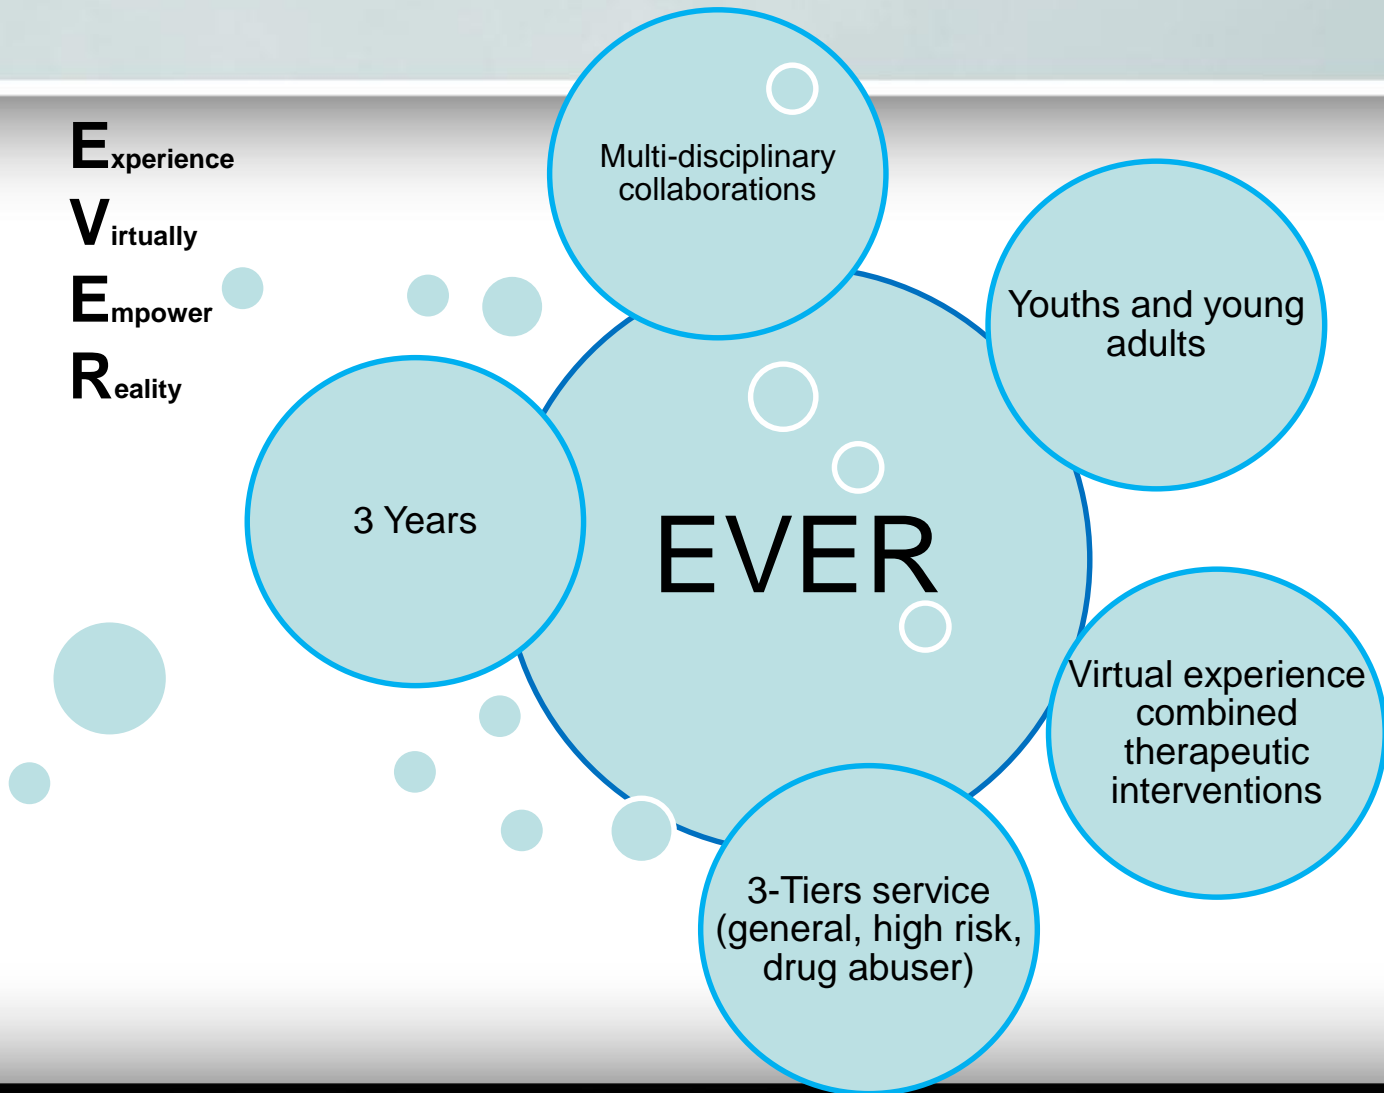 Experience
Virtually
Empower
Reality
Multi-disciplinary
collaborations
Youths and young
adults
3 Years
EVER
Virtual experience
combined
therapeutic
interventions
3-Tiers service
(general, high risk,
drug abuser)